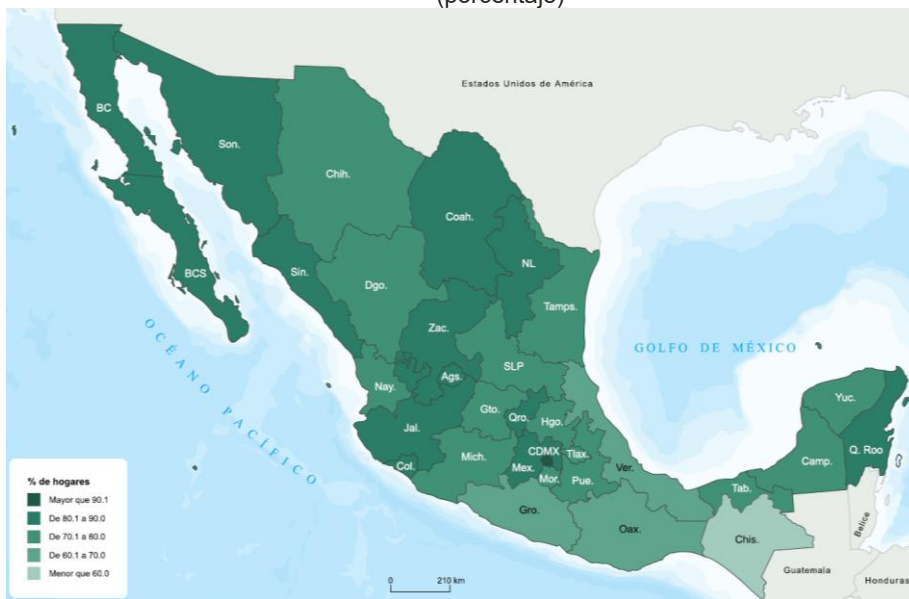 (porcentaje)
Estados Unidos de América
BC
Son.
Chih.
Coah.
BCS
Sin.
Dgo.
NL
Tamps.
Zac.
OCÉANO PACÍFICO
GOLFO DE MÉXICO
SLP
Ags.
Nay.
Yuc.
Gto.
Qro.
Hgo.
Jal.
Q. Roo
CDMX
Tlax.
Camp.
Col.
Mich.
Mex.
Ver.
Mor.
Pue.
Tab.
Gro.
Oax.
Chis.
Belice
Guatemala
Honduras
% de hogares
Mayor que 90.1
De 80.1 a 90.0
De 70.1 a 80.0
De 60.1 a 70.0
Menor que 60.0
0 210 km